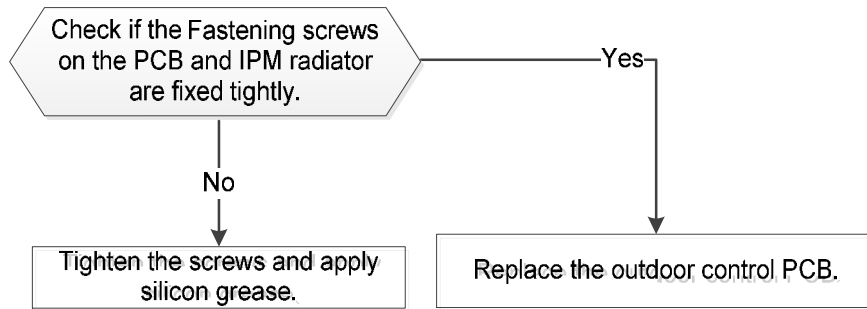 Check if the Fastening screws
on the PCB and IPM radiator
are fixed tightly.
Yes
No
Tighten the screws and apply
silicon grease.
Replace the outdoor control PCB.